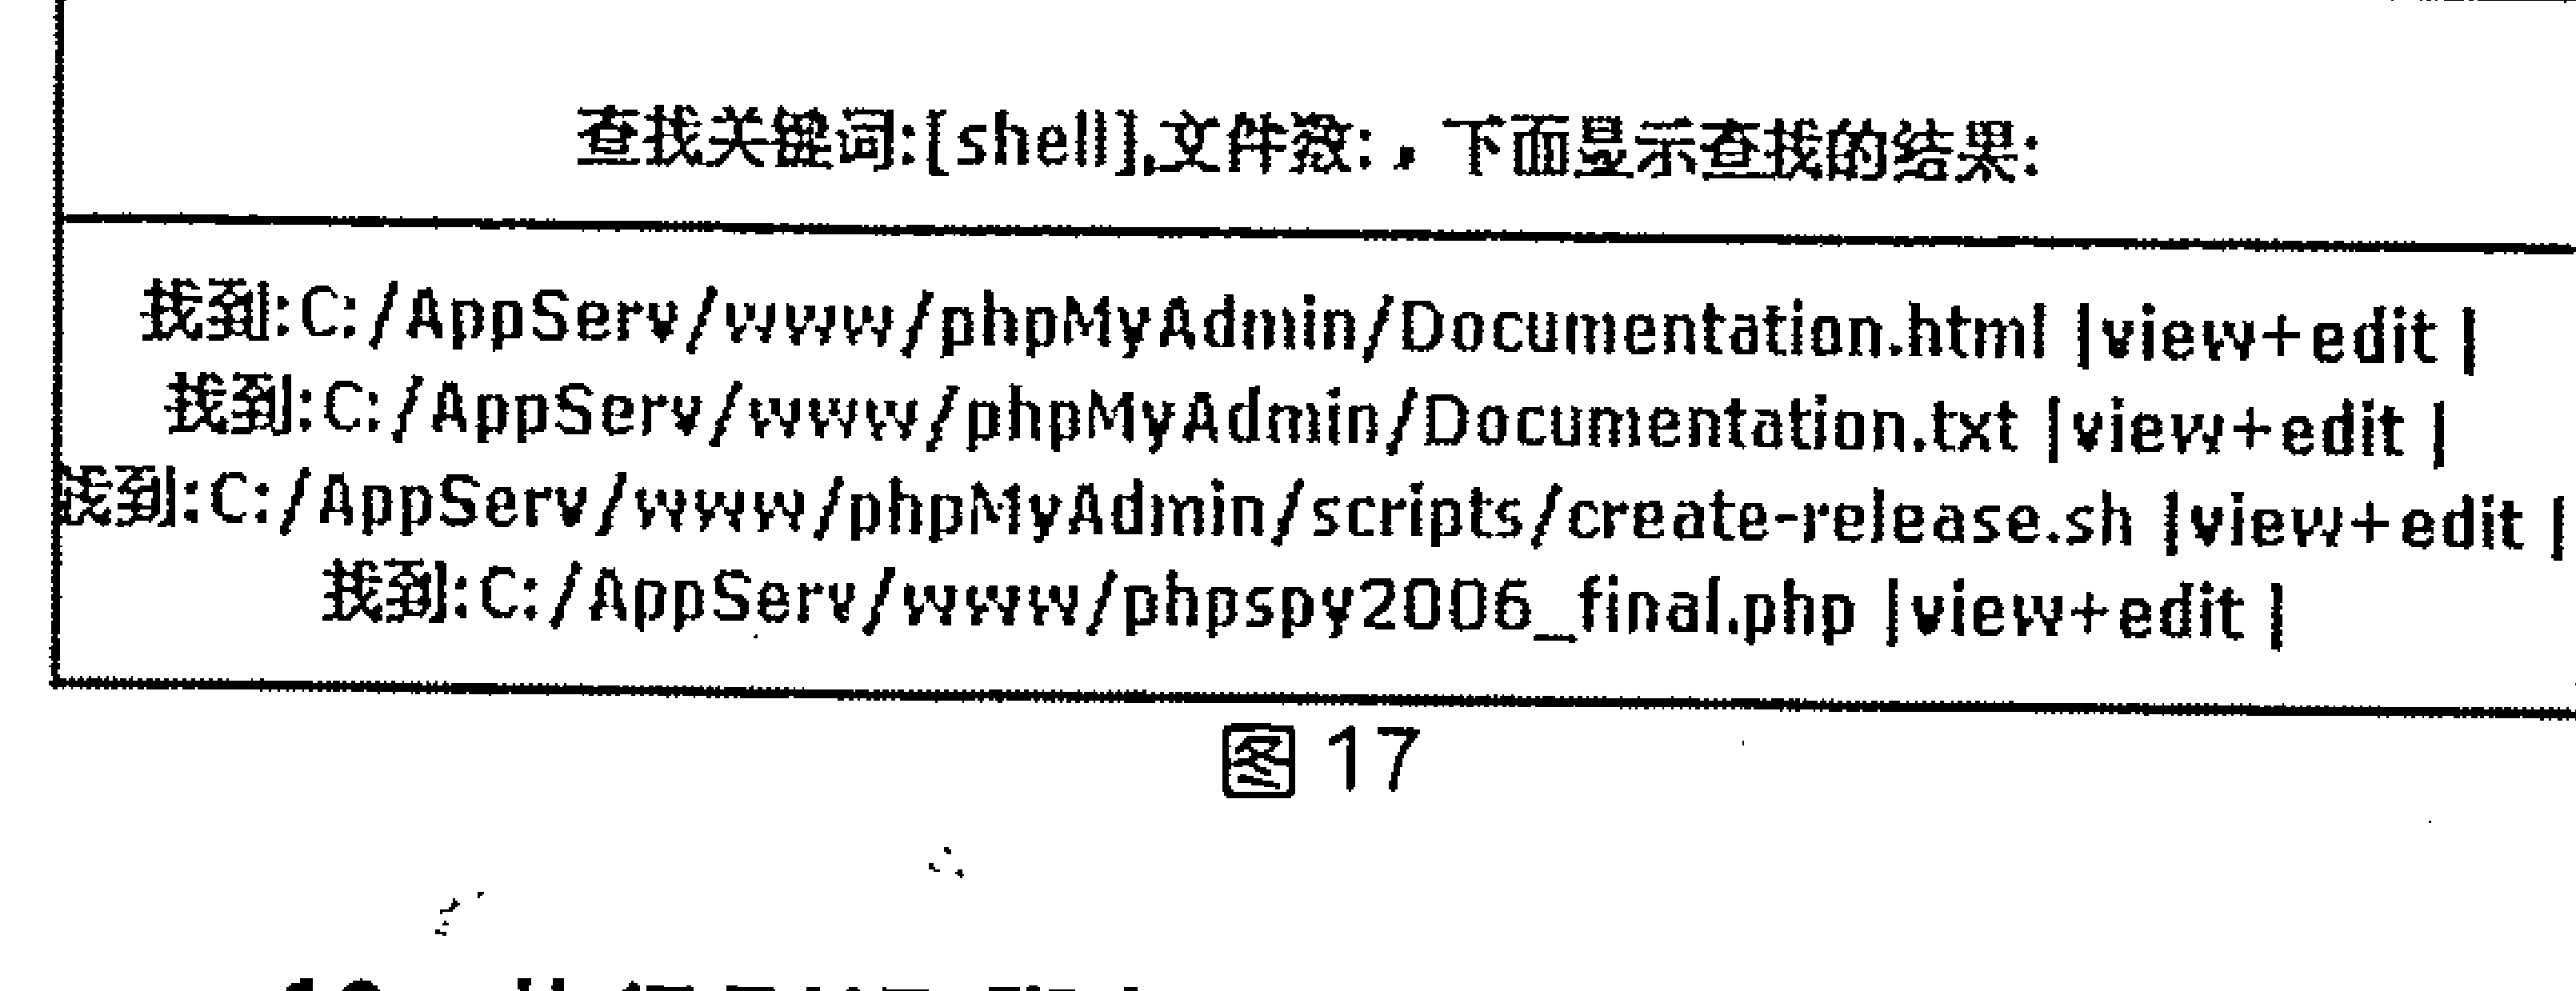 查找关键词:[shell],文件数:，下面显示查找的结果:
找到:C:/AppServ/www/phpMyAdmin/Documentation.html |view+edit |
找到:C:/AppServ/www/phpMyAdmin/Documentation.txt |view+edit |
找到:C:/AppServ/www/phpMyAdmin/scripts/create-release.sh |view+edit |
找到:C:/AppServ/www/phpspy2006_final.php |view+edit |
图 17